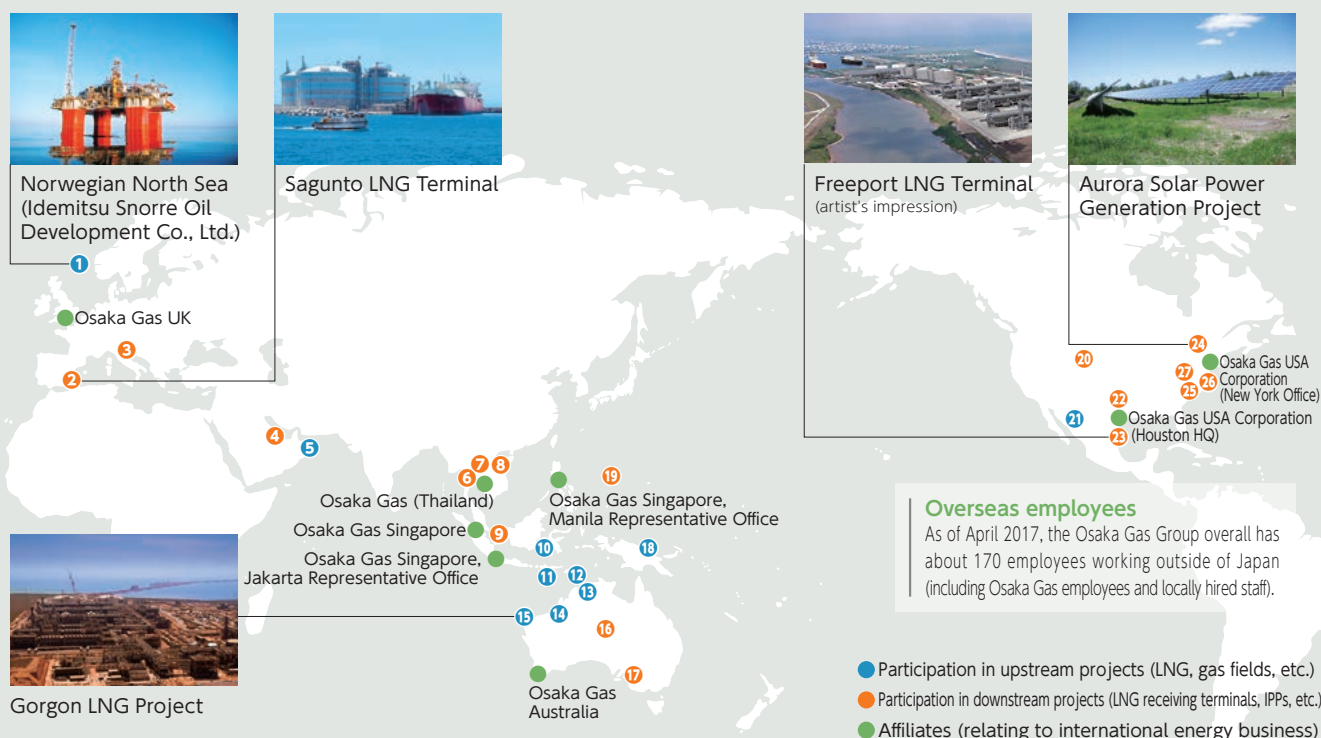 Norwegian North Sea
(Idemitsu Snorre Oil
Development Co., Ltd.)
Sagunto LNG Terminal
Freeport LNG Terminal
(artist's impression)
Aurora Solar Power
Generation Project
1
Osaka Gas UK
3
2
4
5
6
7
8
Osaka Gas (Thailand)
Osaka Gas Singapore
9
Osaka Gas Singapore,
Jakarta Representative Office
19
Osaka Gas Singapore,
Manila Representative Office
10
18
11
12
13
15
14
16
17
Osaka Gas
Australia
Gorgon LNG Project
20
24
Osaka Gas USA
Corporation
(New York Office)
27
26
25
22
21
Osaka Gas USA Corporation
(Houston HQ)
23
Overseas employees
As of April 2017, the Osaka Gas Group overall has
about 170 employees working outside of Japan
(including Osaka Gas employees and locally hired staff).
Participation in upstream projects (LNG, gas fields, etc.)
Participation in downstream projects (LNG receiving terminals, IPPs, etc.)
Affiliates (relating to international energy business)